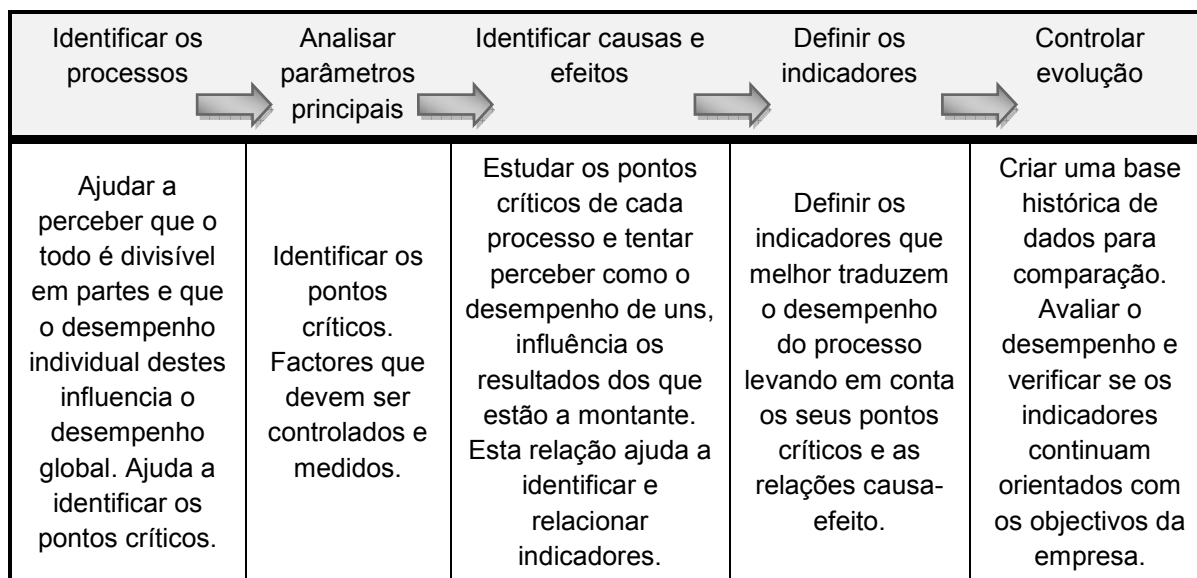 Identificar os
processos
Analisar
parâmetros
principais
Identificar causas e
efeitos
Definir os
indicadores
Controlar
evolução
Ajudar a
perceber que o
todo é divisível
em partes e que
o desempenho
individual destes
influencia o
desempenho
global. Ajuda a
identificar os
pontos críticos.
Identificar os
pontos
críticos.
Factores que
devem ser
controlados e
medidos.
Estudar os pontos
críticos de cada
processo e tentar
perceber como o
desempenho de uns,
influência os
resultados dos que
estão a montante.
Esta relação ajuda a
identificar e
relacionar
indicadores.
Definir os
indicadores que
melhor traduzem
o desempenho
do processo
levando em conta
os seus pontos
críticos e as
relações causa-
efeito.
Criar uma base
histórica de
dados para
comparação.
Avaliar o
desempenho e
verificar se os
indicadores
continuam
orientados com
os objectivos da
empresa.